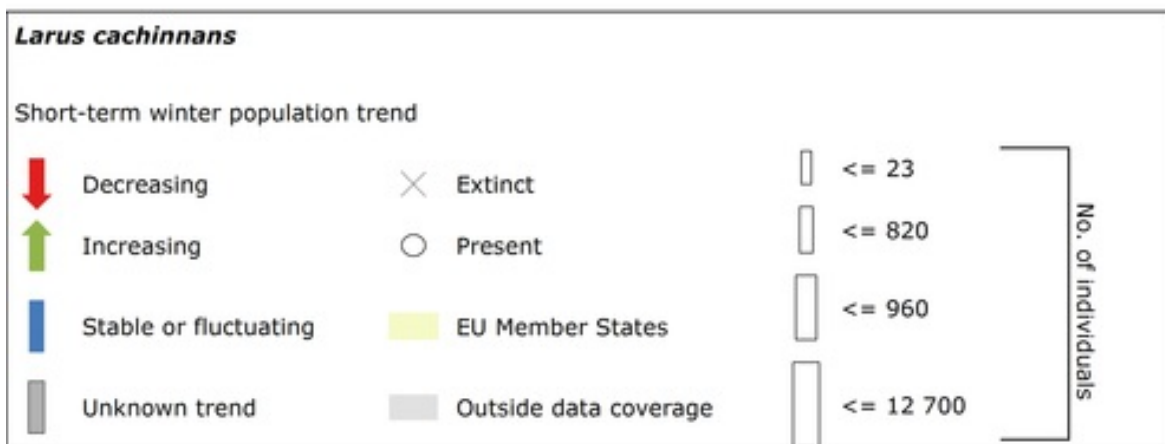 Larus cachinnans
Short-term winter population trend
Decreasing
Increasing
Stable or fluctuating
Unknown trend
Extinct
Present
EU Member States
Outside data coverage
<= 23
<= 820
<= 960
<= 12 700
No. of individuals